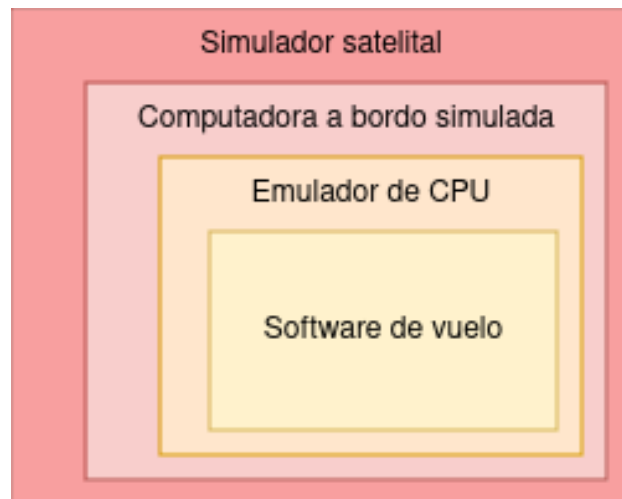 Simulador satelital
Computadora a bordo simulada
Emulador de CPU
Software de vuelo